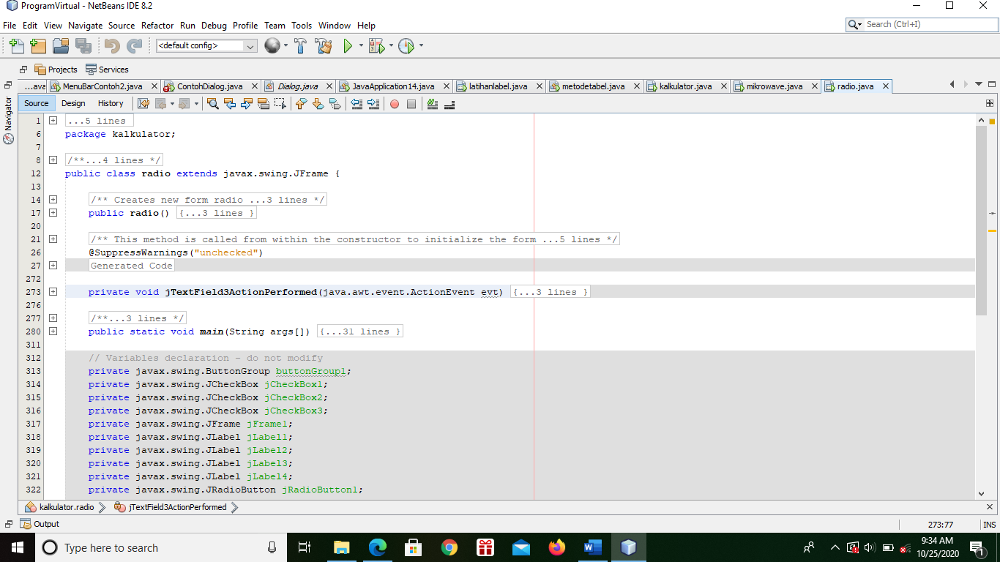 ProgramVirtual - NetBeans IDE 8.2
File Edit View Navigate Source Refactor Run Debug Profile Team Tools Window Help
Search (Ctrl+I)
<default config>
Projects Services
...ava MenuBarContoh2.java ContohDialog.java Dialog.java JavaApplication14.java latihanlabel.java metodetabel.java kalkulator.java mikrowave.java radio.java
Navigator
Source Design History
1 ...5 lines
6 package kalkulator;
7
8 /**...4 lines */
12 public class radio extends javax.swing.JFrame {
13
14 /** Creates new form radio ...3 lines */
17 public radio() {...3 lines }
20
21 /** This method is called from within the constructor to initialize the form ...5 lines */
26 @SuppressWarnings("unchecked")
27 Generated Code
272
273 private void jTextField3ActionPerformed(java.awt.event.ActionEvent evt) {...3 lines }
276
277 /**...3 lines */
280 public static void main(String args[]) {...31 lines }
311
312 // Variables declaration - do not modify
313 private javax.swing.ButtonGroup buttonGroup1;
314 private javax.swing.JCheckBox jCheckBox1;
315 private javax.swing.JCheckBox jCheckBox2;
316 private javax.swing.JCheckBox jCheckBox3;
317 private javax.swing.JFrame jFrame1;
318 private javax.swing.JLabel jLabel1;
319 private javax.swing.JLabel jLabel2;
320 private javax.swing.JLabel jLabel3;
321 private javax.swing.JLabel jLabel4;
322 private javax.swing.JRadioButton jRadioButton1;
kalkulator.radio jTextField3ActionPerformed
Output
273:77 INS
Type here to search
9:34 AM
10/25/2020
1